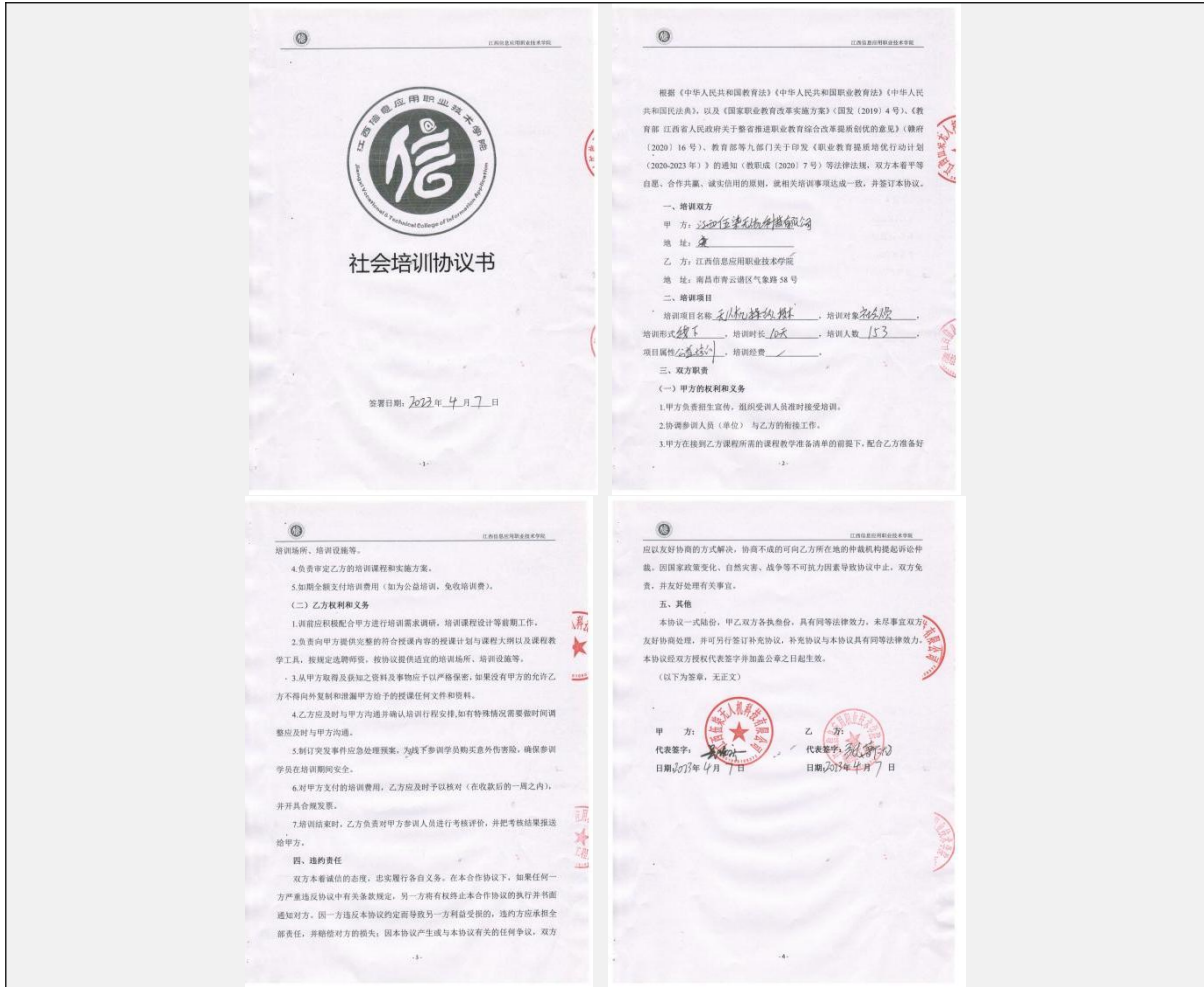 江西信息应用职业技术学院
江西信息应用职业技术学院
Jiangxi Vocational & Technical College of Information Application
信
社会培训协议书
签署日期：2023年4月7日
-1-
江西信息应用职业技术学院
根据《中华人民共和国教育法》《中华人民共和国职业教育法》《中华人民
共和国民法典》，以及《国家职业教育改革实施方案》（国发〔2019〕4号）、《教
育部 江西省人民政府关于整省推进职业教育综合改革提质创优的意见》（赣府
〔2020〕16号）、教育部等九部门关于印发《职业教育提质培优行动计划
（2020-2023年）》的通知（教职成〔2020〕7号）等法律法规，双方本着平等
自愿、合作共赢、诚实信用的原则，就相关培训事项达成一致，并签订本协议。
一、培训双方
甲 方：江西任染无人机科技有限公司
地 址：
乙 方：江西信息应用职业技术学院
地 址：南昌市青云谱区气象路58号
二、培训项目
培训项目名称 无人机操纵技术，培训对象 社会人员，
培训形式 线下，培训时长 10天，培训人数 153，
项目属性 公益培训，培训经费 /。
三、双方职责
（一）甲方的权利和义务
1.甲方负责招生宣传，组织受训人员准时接受培训。
2.协调参训人员（单位） 与乙方的衔接工作。
3.甲方在接到乙方课程所需的课程教学准备清单的前提下，配合乙方准备好
-2-
江西信息应用职业技术学院
培训场所、培训设施等。
4.负责审定乙方的培训课程和实施方案。
5.如期全额支付培训费用（如为公益培训，免收培训费）。
（二）乙方权利和义务
1.训前应积极配合甲方进行培训需求调研，培训课程设计等前期工作。
2.负责向甲方提供完整的符合授课内容的授课计划与课程大纲以及课程教
学工具，按规定选聘师资，按协议提供适宜的培训场所、培训设施等。
3.从甲方取得及获知之资料及事物应予以严格保密，如果没有甲方的允许乙
方不得向外复制和泄漏甲方给予的授课任何文件和资料。
4.乙方应及时与甲方沟通并确认培训行程安排,如有特殊情况需要做时间调
整应及时与甲方沟通。
5.制订突发事件应急处理预案，为线下参训学员购买意外伤害险，确保参训
学员在培训期间安全。
6.对甲方支付的培训费用，乙方应及时予以核对（在收款后的一周之内），
并开具合规发票。
7.培训结束时，乙方负责对甲方参训人员进行考核评价，并把考核结果报送
给甲方。
四、违约责任
双方本着诚信的态度，忠实履行各自义务。在本合作协议下，如果任何一
方严重违反协议中有关条款规定，另一方将有权终止本合作协议的执行并书面
通知对方。因一方违反本协议约定而导致另一方利益受损的，违约方应承担全
部责任，并赔偿对方的损失；因本协议产生或与本协议有关的任何争议，双方
-3-
江西信息应用职业技术学院
应以友好协商的方式解决，协商不成的可向乙方所在地的仲裁机构提起诉讼仲
裁。因国家政策变化、自然灾害、战争等不可抗力因素导致协议中止，双方免
责，并友好处理有关事宜。
五、其他
本协议一式陆份，甲乙双方各执叁份，具有同等法律效力，未尽事宜双方
友好协商处理，并可另行签订补充协议，补充协议与本协议具有同等法律效力。
本协议经双方授权代表签字并加盖公章之日起生效。
（以下为签章，无正文）
甲 方：
乙 方：
代表签字：
代表签字：
日期：2023年4月7日
日期：2023年4月7日
-4-